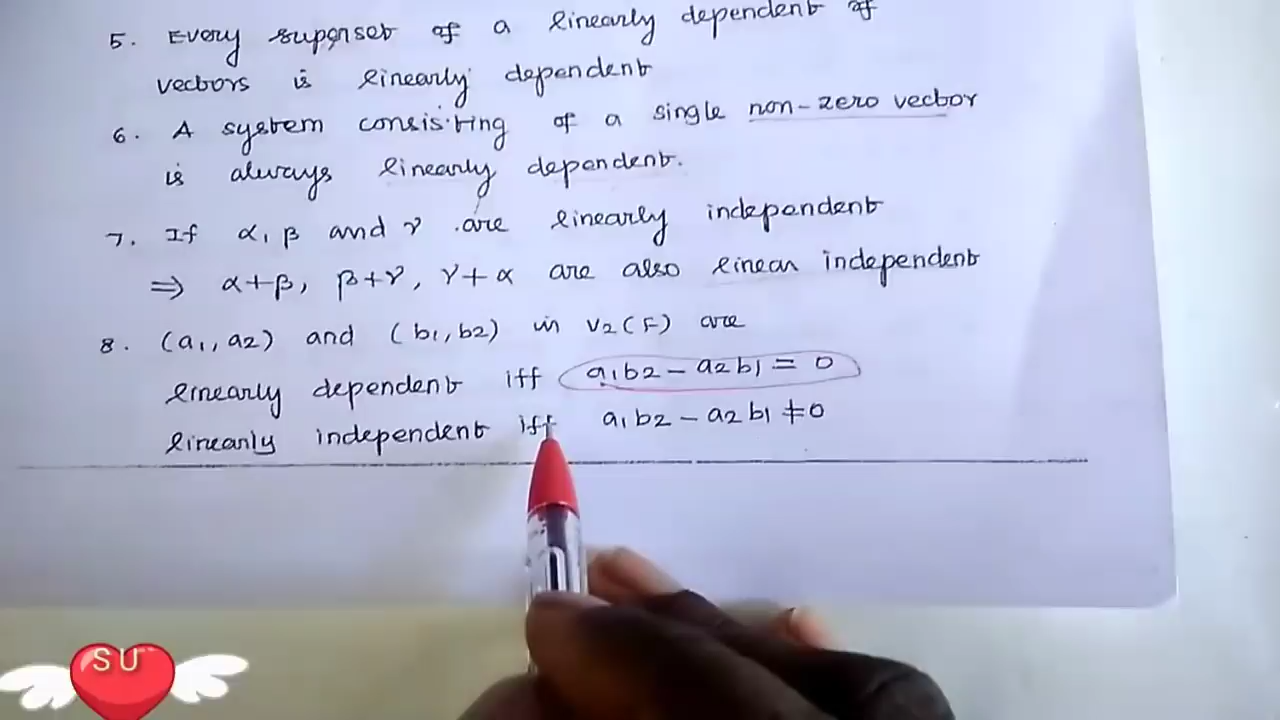 5. Every superset of a linearly dependent of
vectors is linearly dependent
6. A system consisting of a single non-zero vector
is always linearly dependent.
7. If α, β and γ are linearly independent
⇒ α+β, β+γ, γ+α are also linear independent
8. (a1, a2) and (b1, b2) in V2(F) are
linearly dependent iff a1b2 - a2b1 = 0
linearly independent iff a1b2 - a2b1 ≠ 0
SU